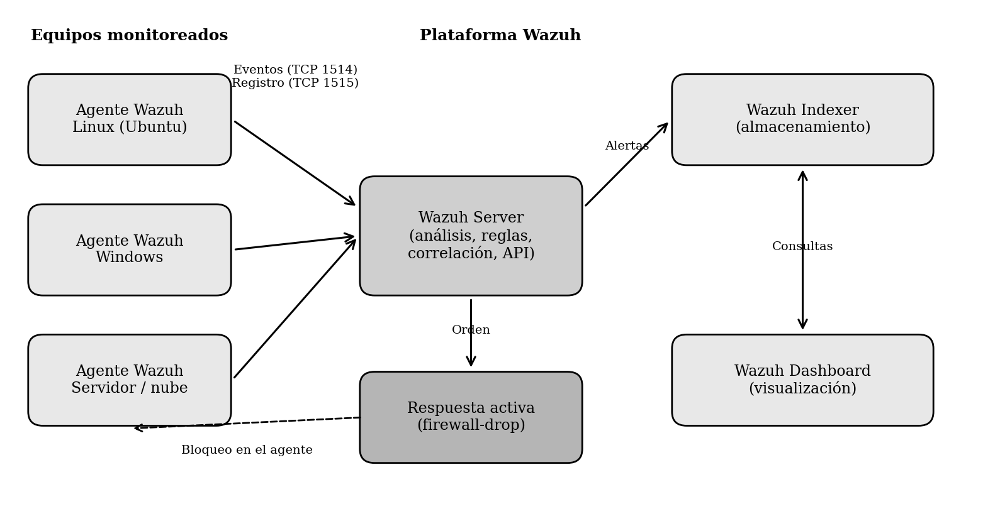 Equipos monitoreados
Plataforma Wazuh
Eventos (TCP 1514)
Registro (TCP 1515)
Agente Wazuh
Linux (Ubuntu)
Wazuh Indexer
(almacenamiento)
Alertas
Wazuh Server
(análisis, reglas,
correlación, API)
Agente Wazuh
Windows
Consultas
Orden
Agente Wazuh
Servidor / nube
Wazuh Dashboard
(visualización)
Respuesta activa
(firewall-drop)
Bloqueo en el agente